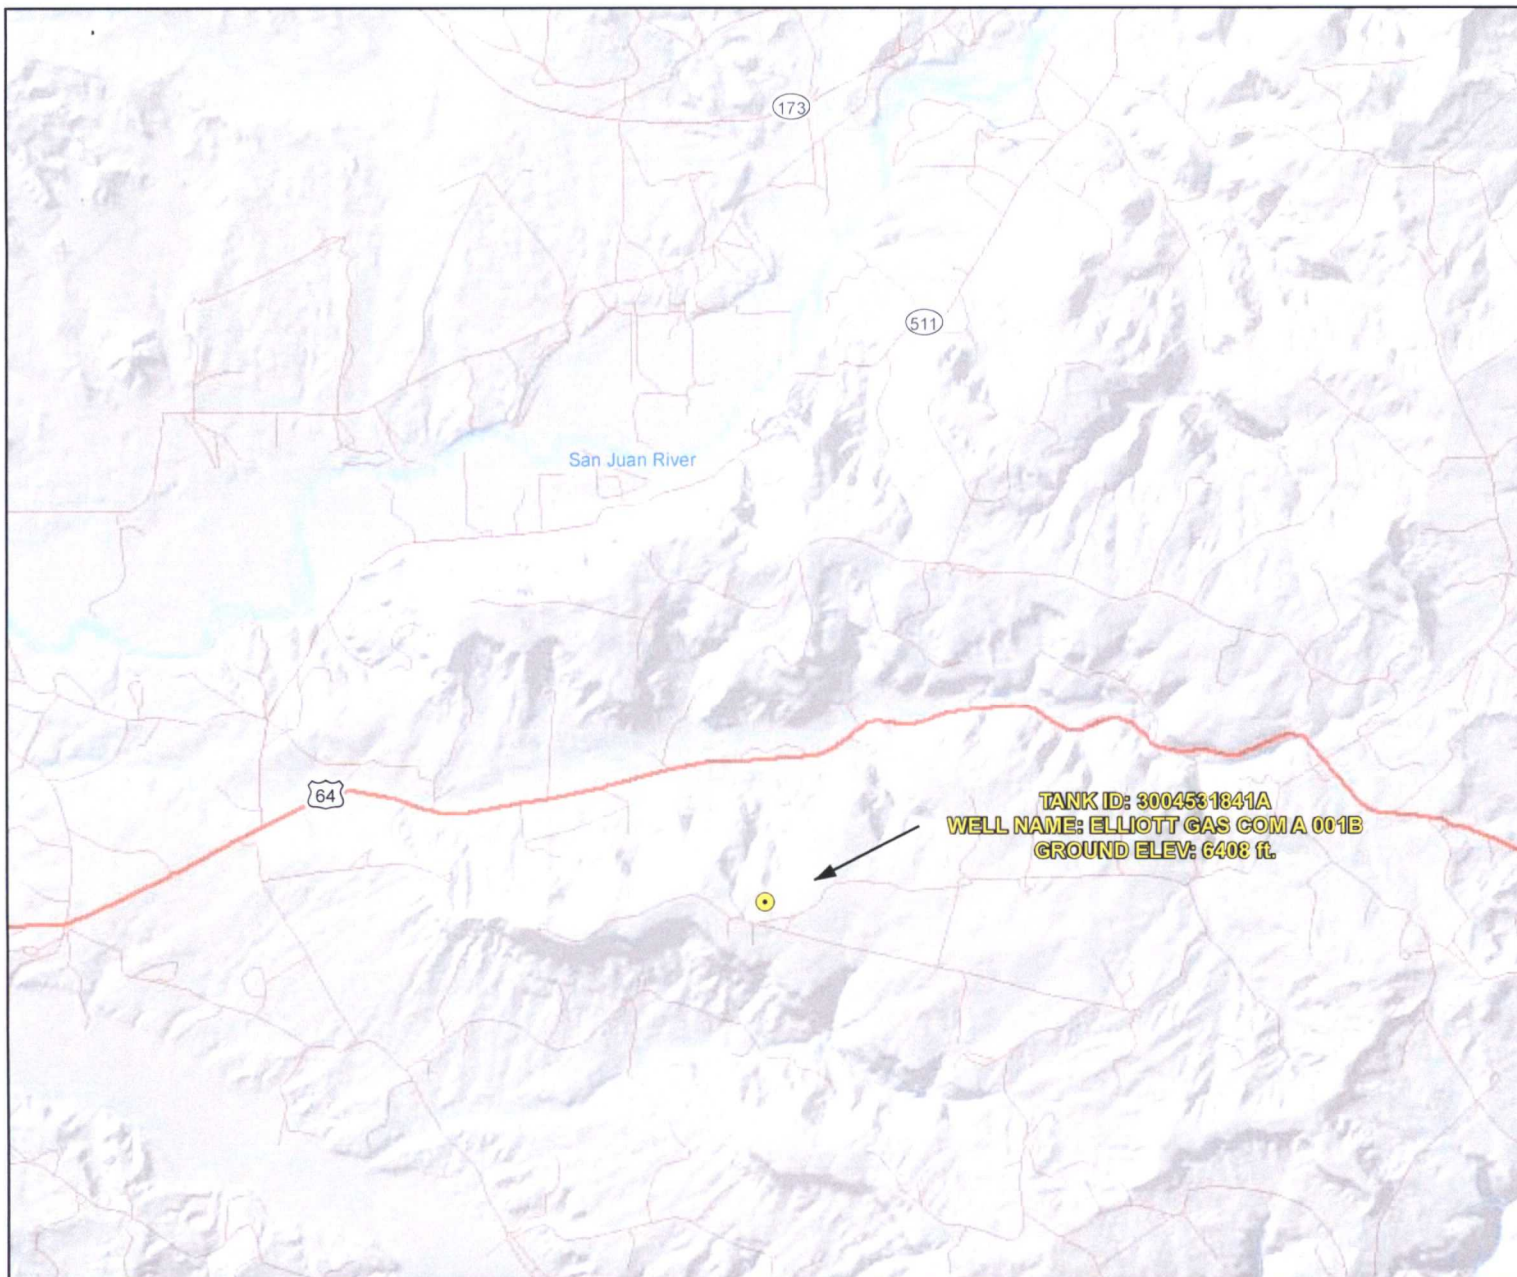 173
511
San Juan River
64
TANK ID: 3004531841A
WELL NAME: ELLIOTT GAS COM A 001B
GROUND ELEV: 6408 ft.